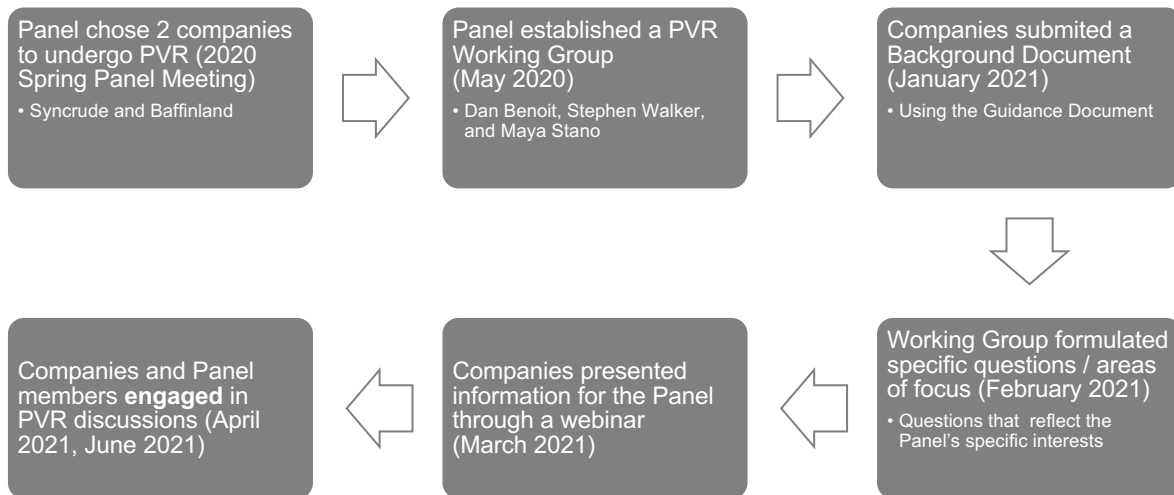 Panel chose 2 companies
to undergo PVR (2020
Spring Panel Meeting)
• Syncrude and Baffinland
Panel established a PVR
Working Group
(May 2020)
• Dan Benoit, Stephen Walker,
and Maya Stano
Companies submited a
Background Document
(January 2021)
• Using the Guidance Document
Working Group formulated
specific questions / areas
of focus (February 2021)
• Questions that reflect the
Panel's specific interests
Companies presented
information for the Panel
through a webinar
(March 2021)
Companies and Panel
members engaged in
PVR discussions (April
2021, June 2021)